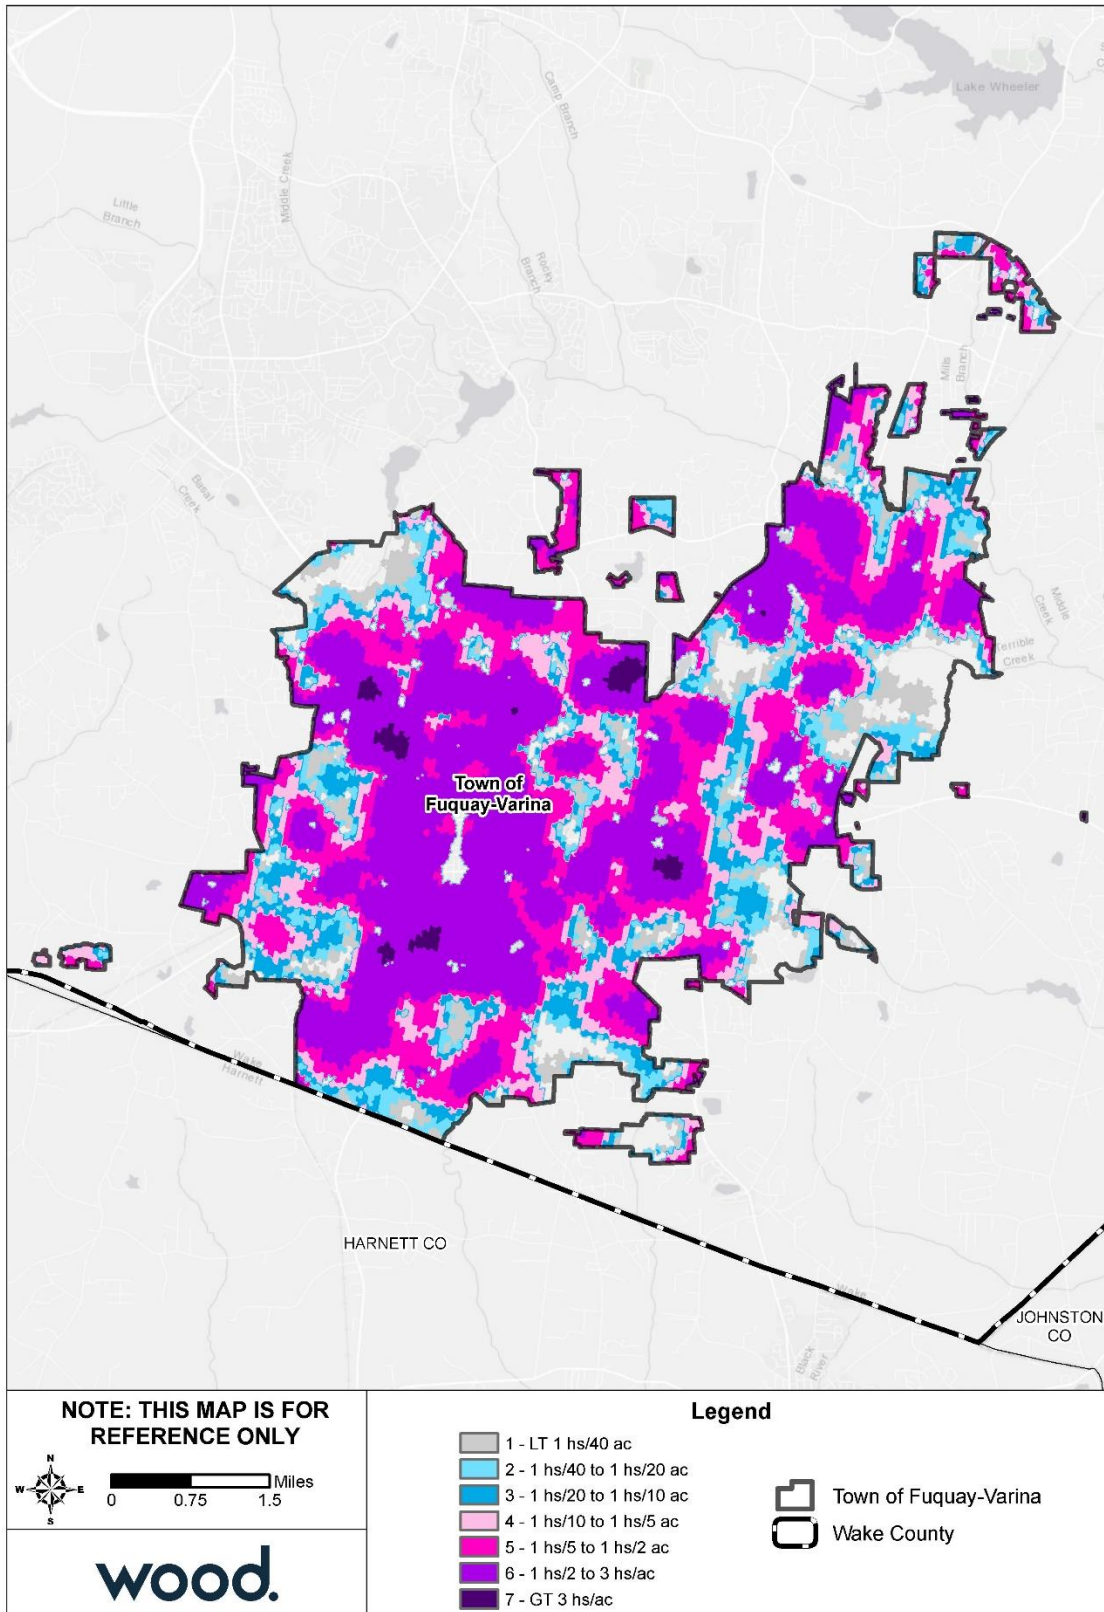 Lake Wheeler
Camp Branch
Middle Creek
Little
Branch
Rocky
Branch
Mills
Branch
Basal
Creek
Middle
Creek
Terrible
Creek
Town of
Fuquay-Varina
Wake
Harnett
HARNETT CO
Wake
JOHNSTON
CO
Black
River
NOTE: THIS MAP IS FOR
REFERENCE ONLY
N
W E
S
Miles
0 0.75 1.5
wood.
Legend
1 - LT 1 hs/40 ac
2 - 1 hs/40 to 1 hs/20 ac
3 - 1 hs/20 to 1 hs/10 ac
4 - 1 hs/10 to 1 hs/5 ac
5 - 1 hs/5 to 1 hs/2 ac
6 - 1 hs/2 to 3 hs/ac
7 - GT 3 hs/ac
Town of Fuquay-Varina
Wake County